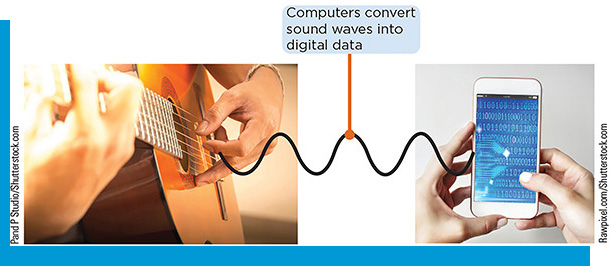 Computers convert
sound waves into
digital data
Pand P Studio/Shutterstock.com
Rawpixel.com/Shutterstock.com